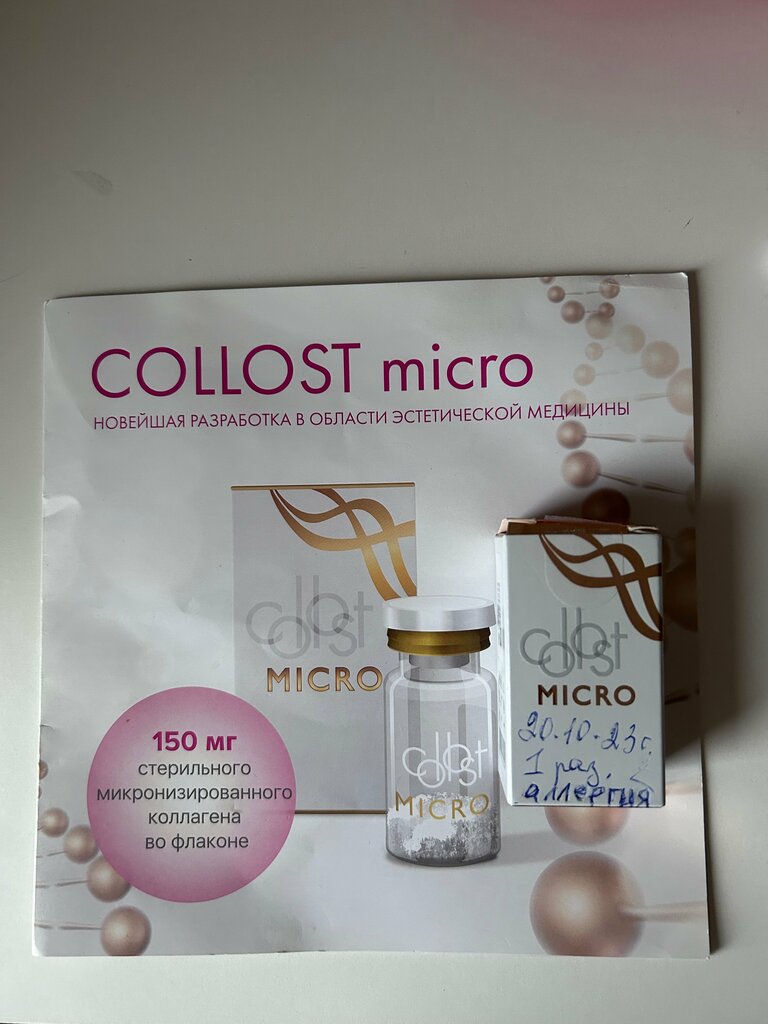 COLLOST micro
НОВЕЙШАЯ РАЗРАБОТКА В ОБЛАСТИ ЭСТЕТИЧЕСКОЙ МЕДИЦИНЫ
collost
MICRO
collost
MICRO
20.10.23г.
1 раз.
аллергия
collost
MICRO
150 мг
стерильного
микронизированного
коллагена
во флаконе